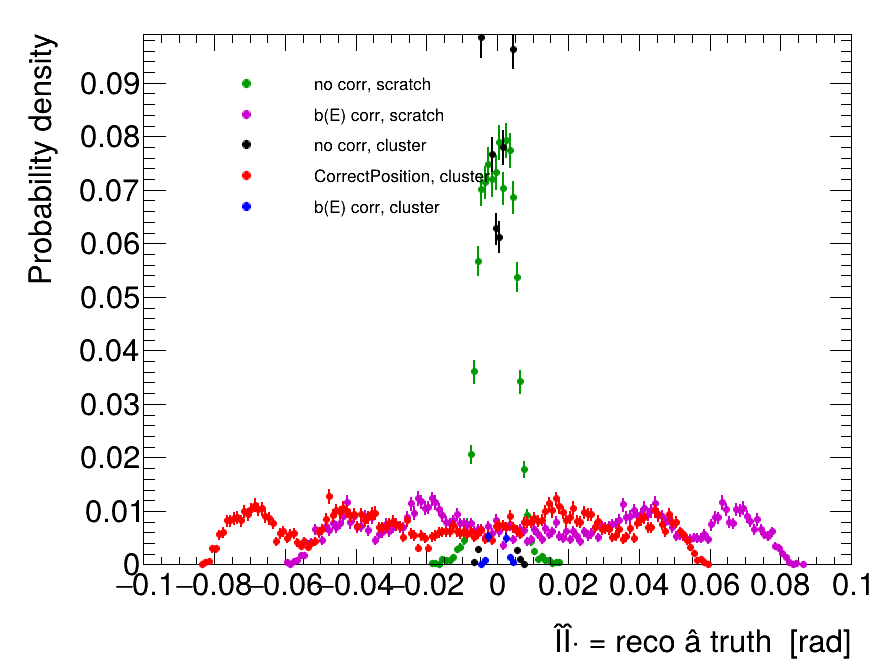 Probability density
0.09
0.08
0.07
0.06
0.05
0.04
0.03
0.02
0.01
0
no corr, scratch
b(E) corr, scratch
no corr, cluster
CorrectPosition, cluster
b(E) corr, cluster
−0.1 −0.08 −0.06 −0.04 −0.02 0 0.02 0.04 0.06 0.08 0.1
ÎÎ· = reco â truth [rad]